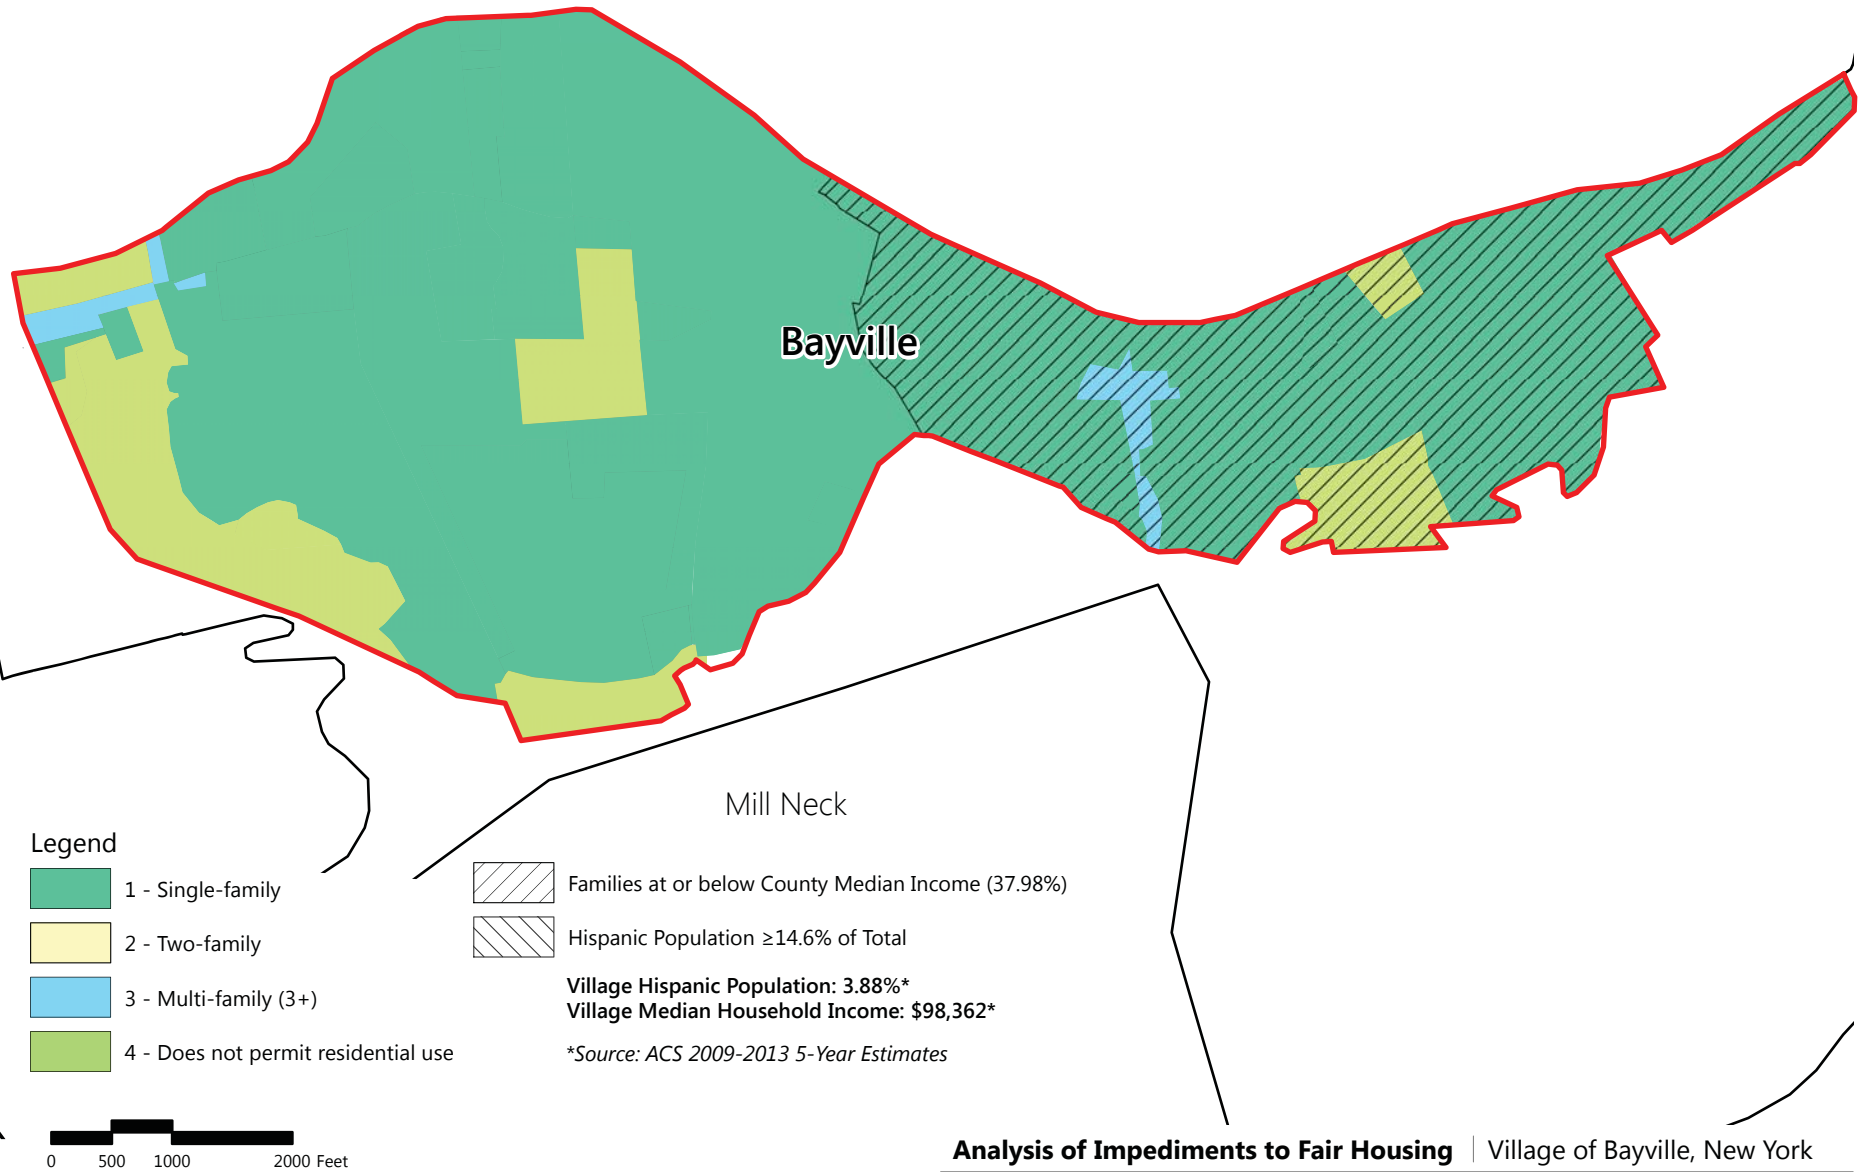 Bayville
Mill Neck
Legend
1 - Single-family
2 - Two-family
3 - Multi-family (3+)
4 - Does not permit residential use
Families at or below County Median Income (37.98%)
Hispanic Population ≥14.6% of Total
Village Hispanic Population: 3.88%*
Village Median Household Income: $98,362*
*Source: ACS 2009-2013 5-Year Estimates
0 500 1000 2000 Feet
Analysis of Impediments to Fair Housing | Village of Bayville, New York